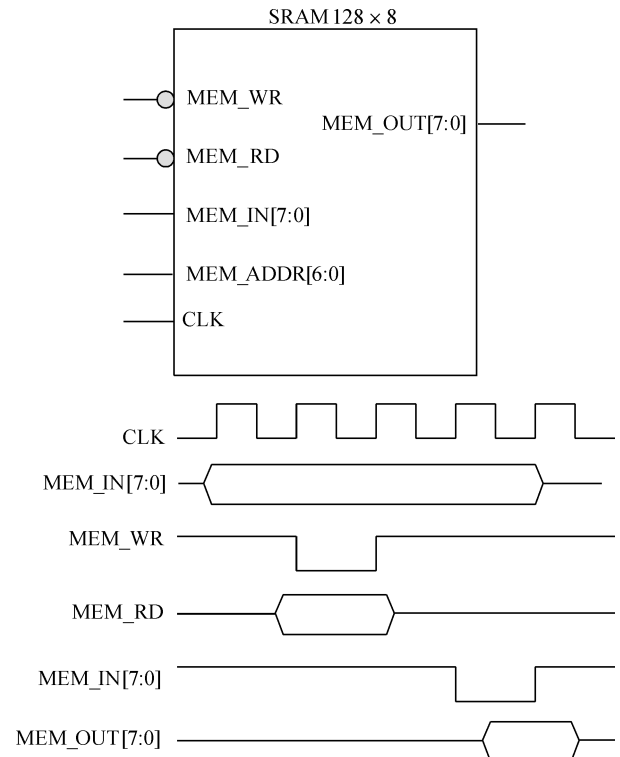 SRAM 128 × 8
MEM_WR
MEM_OUT[7:0]
MEM_RD
MEM_IN[7:0]
MEM_ADDR[6:0]
CLK
CLK
MEM_IN[7:0]
MEM_WR
MEM_RD
MEM_IN[7:0]
MEM_OUT[7:0]